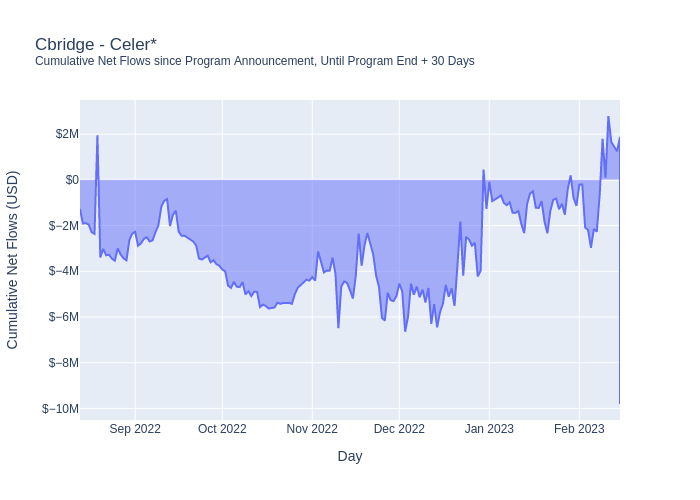 Cbridge - Celer*
Cumulative Net Flows since Program Announcement, Until Program End + 30 Days
Cumulative Net Flows (USD)
$2M
$0
$−2M
$−4M
$−6M
$−8M
$−10M
Sep 2022 Oct 2022 Nov 2022 Dec 2022 Jan 2023 Feb 2023
Day